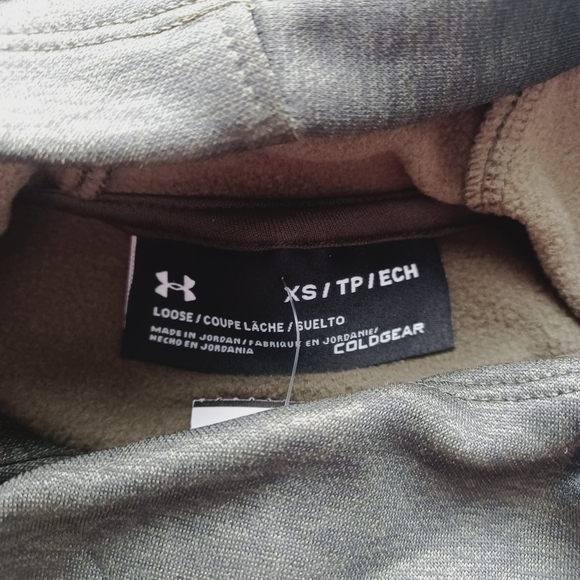 XS / TP / ECH
LOOSE / COUPE LÂCHE / SUELTO
MADE IN JORDAN / FABRIQUÉ EN JORDANIE/
HECHO EN JORDANIA
COLDGEAR